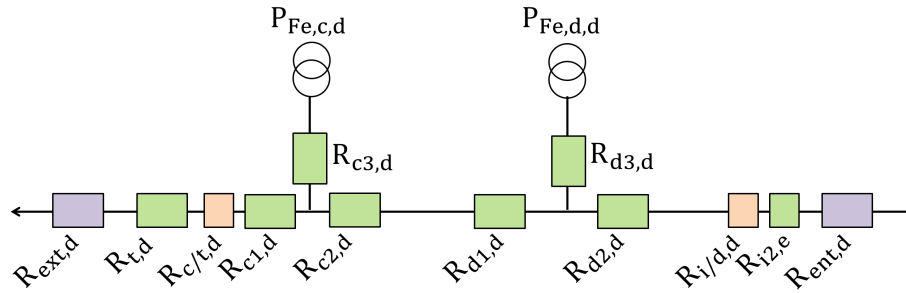 P_Fe,c,d
P_Fe,d,d
R_c3,d
R_d3,d
R_ext,d
R_t,d
R_c/t,d
R_c1,d
R_c2,d
R_d1,d
R_d2,d
R_i/d,d
R_i2,e
R_ent,d